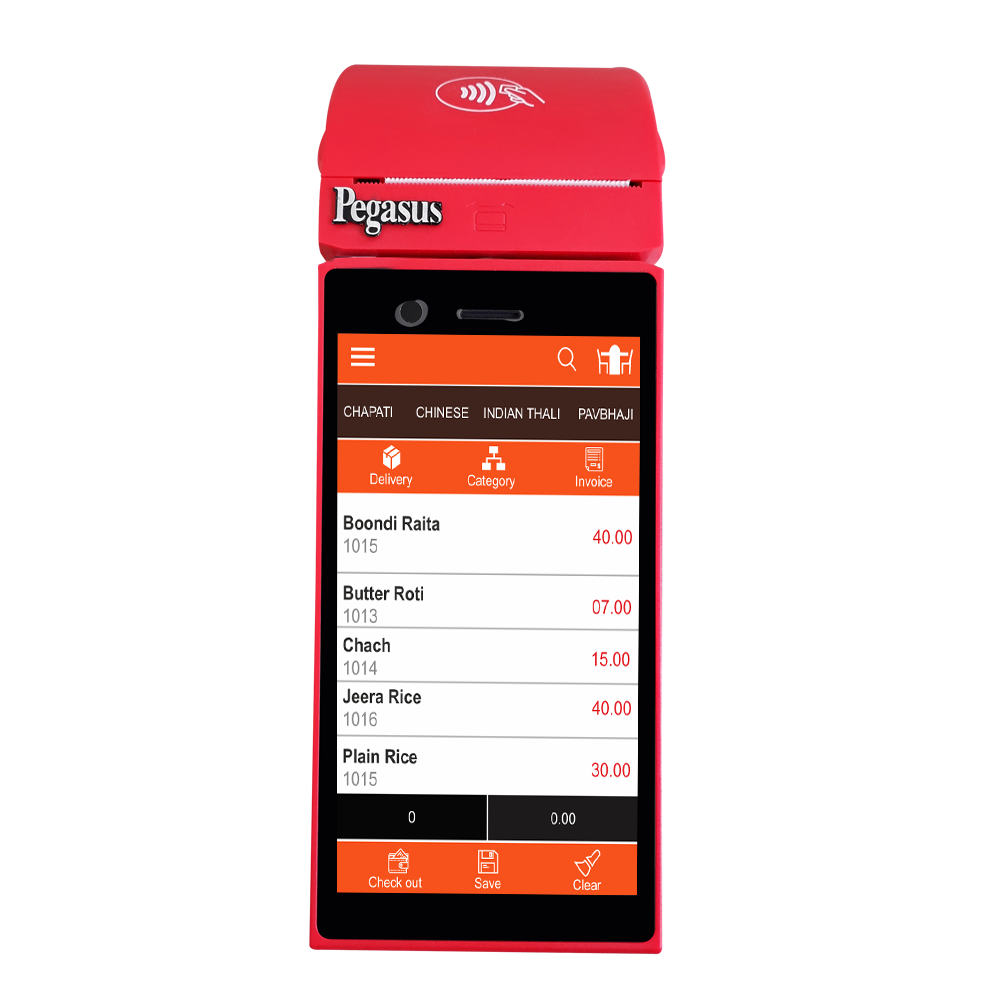 Pegasus
CHAPATI CHINESE INDIAN THALI PAVBHAJI
Delivery Category Invoice
Boondi Raita
1015
40.00
Butter Roti
1013
07.00
Chach
1014
15.00
Jeera Rice
1016
40.00
Plain Rice
1015
30.00
0 0.00
Check out Save Clear